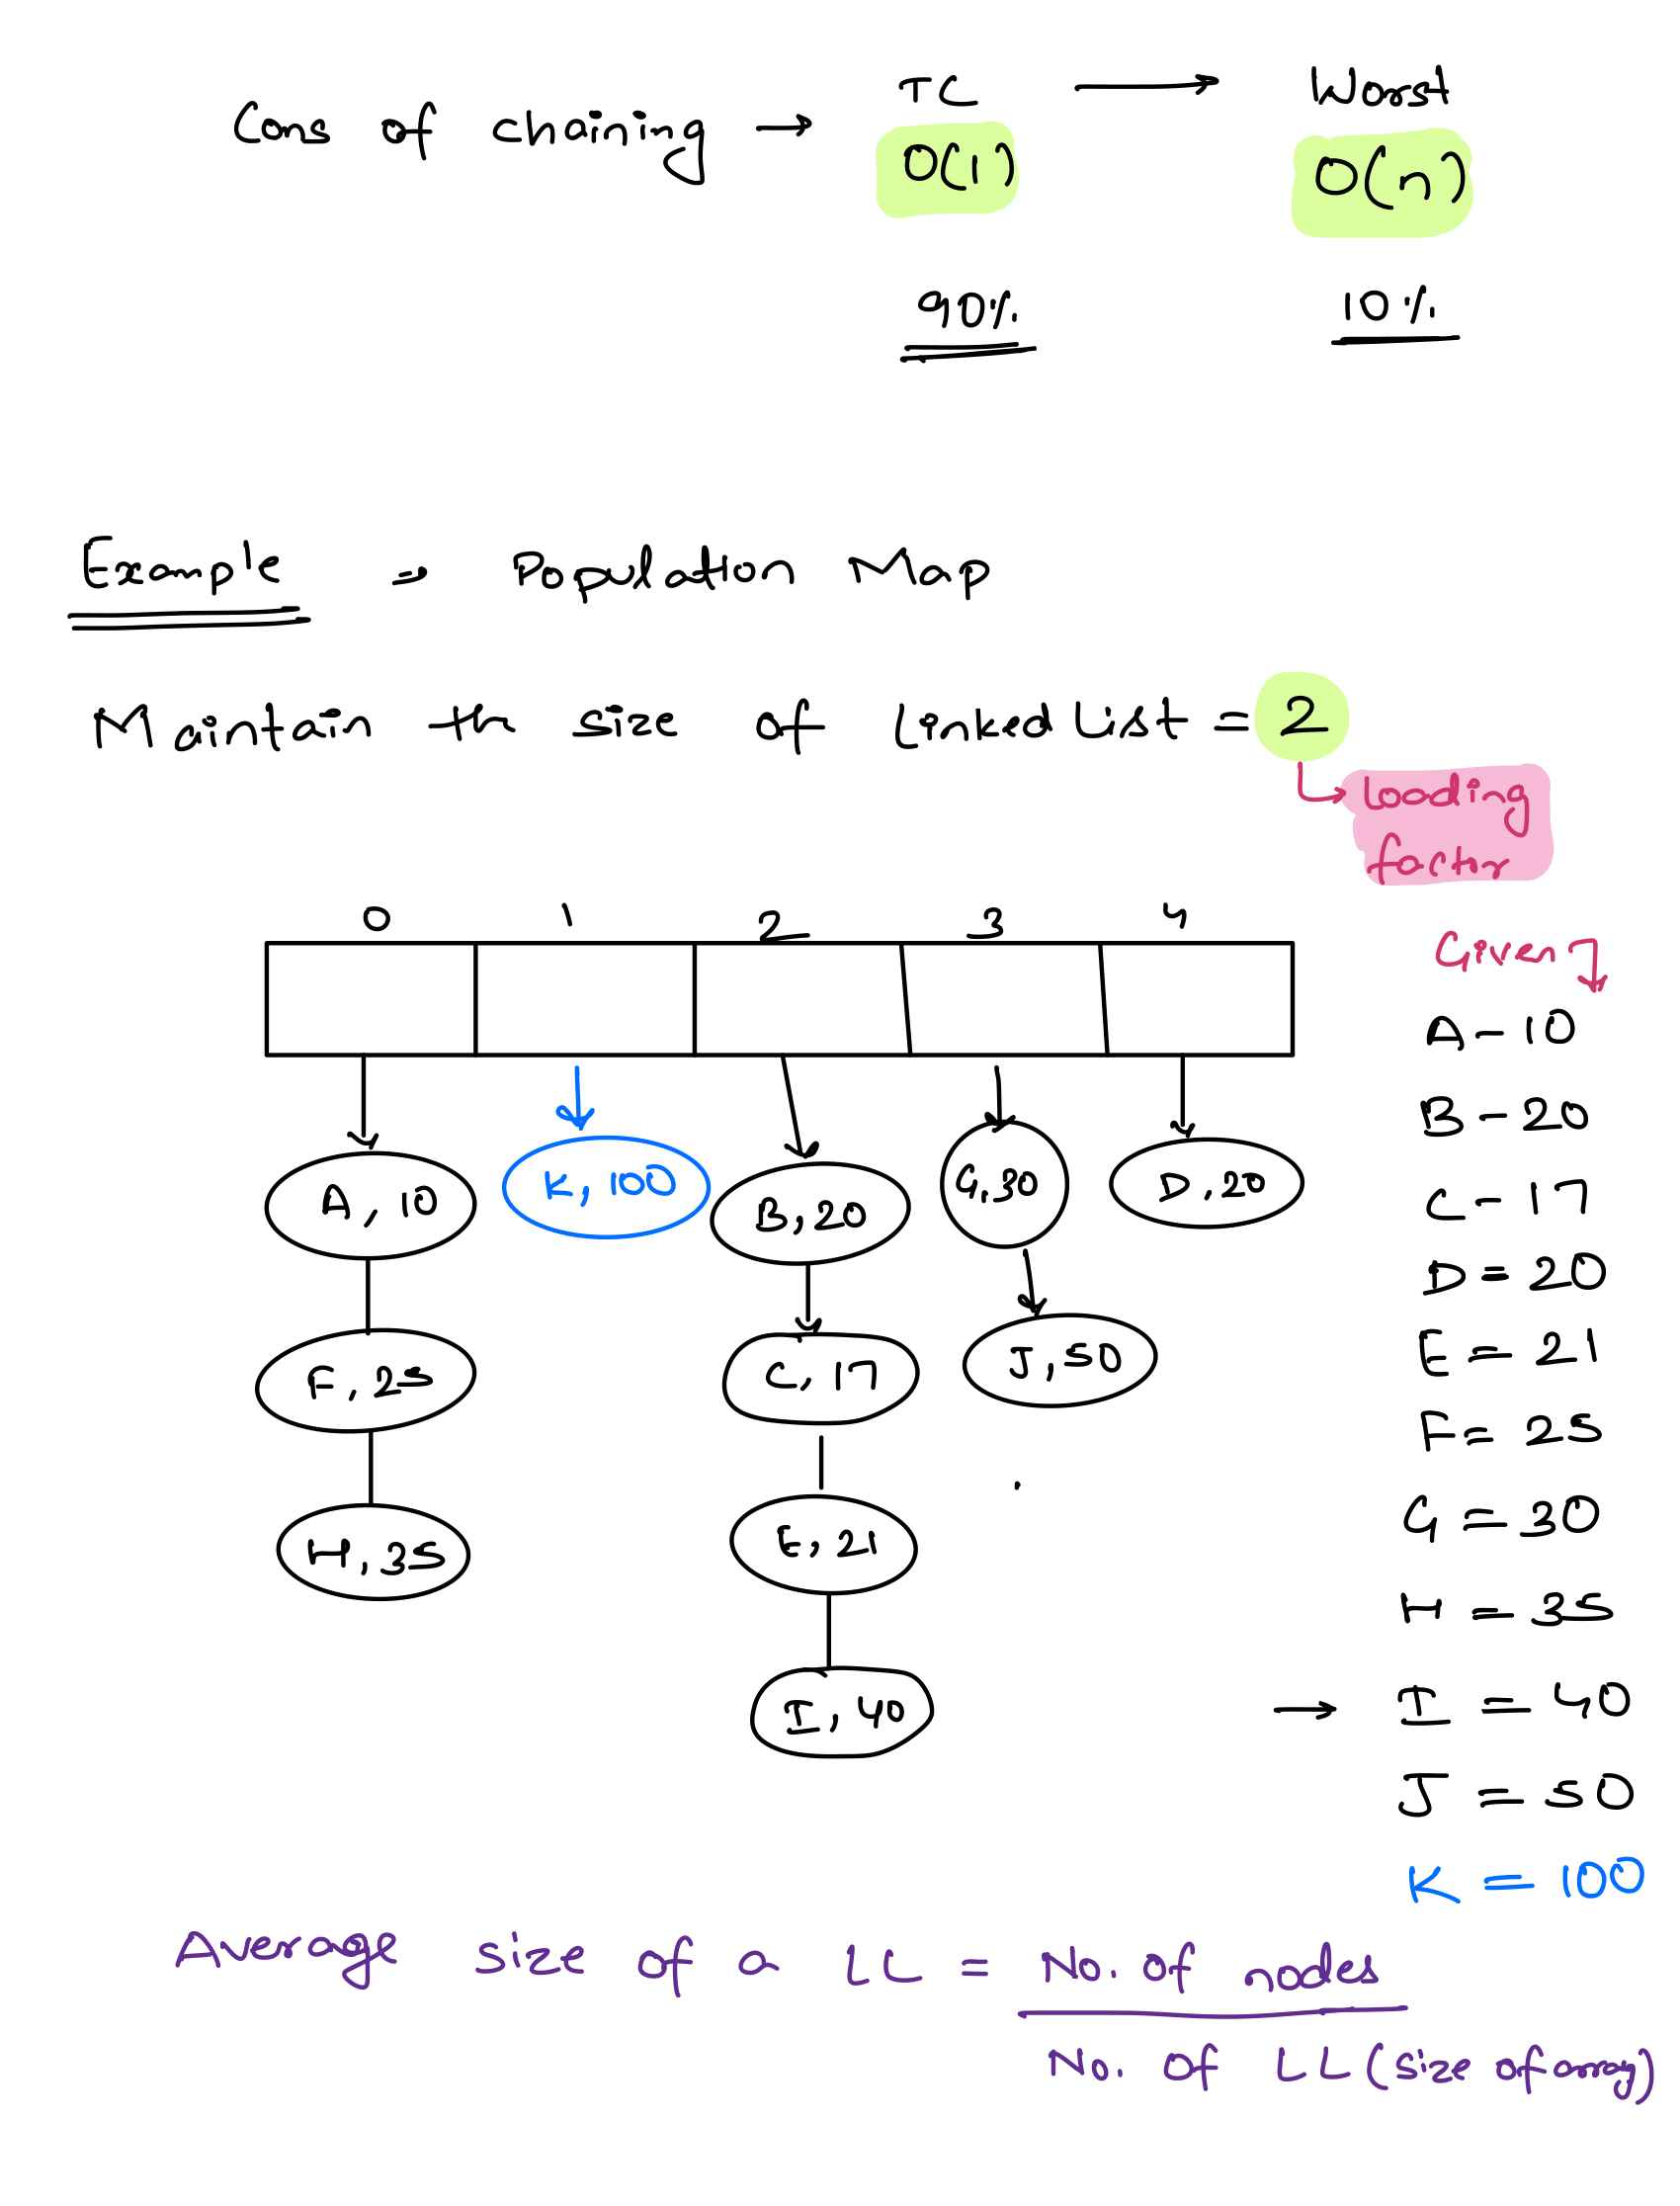 Cons of chaining → TC → Worst
O(1) O(n)
90% 10%
Example → Population Map
Maintain the size of linked list = 2
loading
factor
0 1 2 3 4
Given
A - 10
B - 20
C - 17
D = 20
E = 21
F = 25
G = 30
H = 35
→ I = 40
J = 50
K = 100
A, 10
K, 100
B, 20
G, 30
D, 20
F, 25
C, 17
J, 50
H, 35
E, 21
I, 40
Average size of a LL = No. of nodes
No. of LL (size of array)